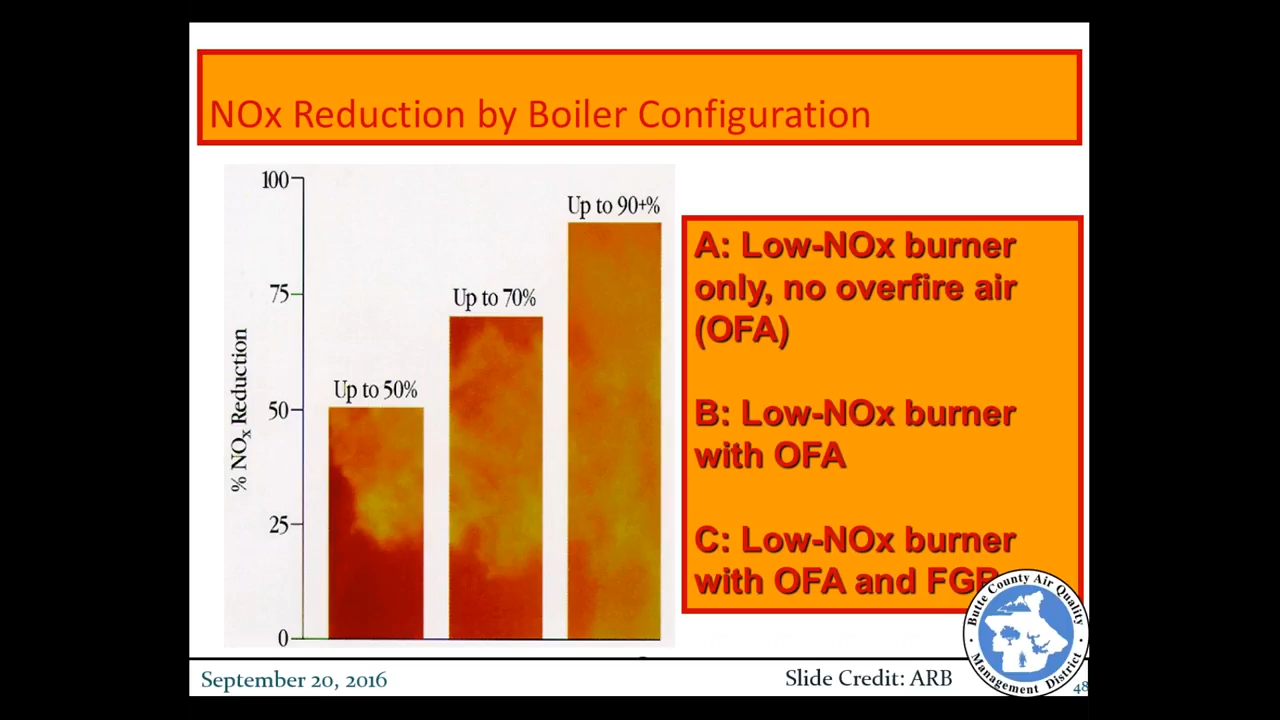 NOx Reduction by Boiler Configuration
100
75
50
25
0
% NOx Reduction
Up to 50%
Up to 70%
Up to 90+%
A: Low-NOx burner
only, no overfire air
(OFA)
B: Low-NOx burner
with OFA
C: Low-NOx burner
with OFA and FGR
September 20, 2016
Slide Credit: ARB
Butte County Air Quality
Management District
48